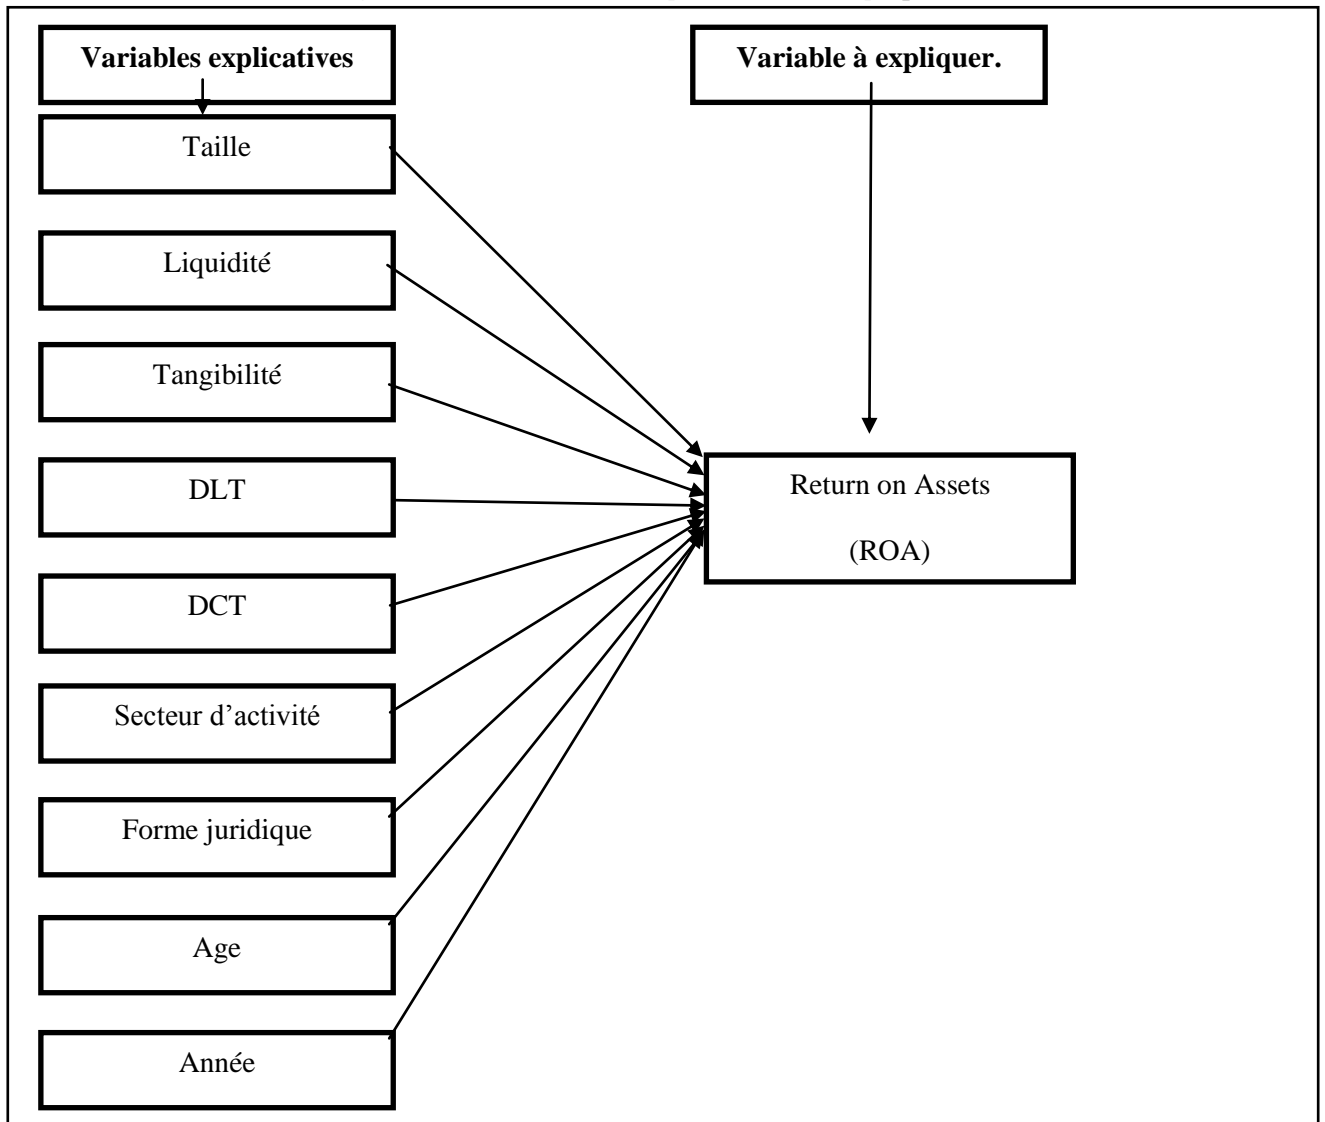 Variables explicatives
Variable à expliquer.
Taille
Liquidité
Tangibilité
DLT
Return on Assets
(ROA)
DCT
Secteur d’activité
Forme juridique
Age
Année